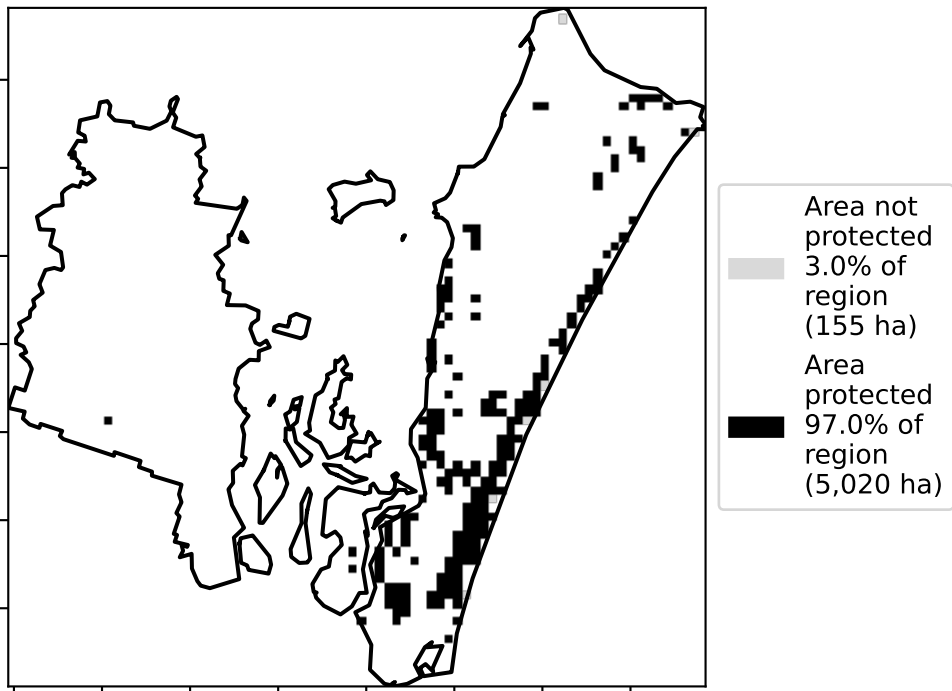 Area not
protected
3.0% of
region
(155 ha)
Area
protected
97.0% of
region
(5,020 ha)